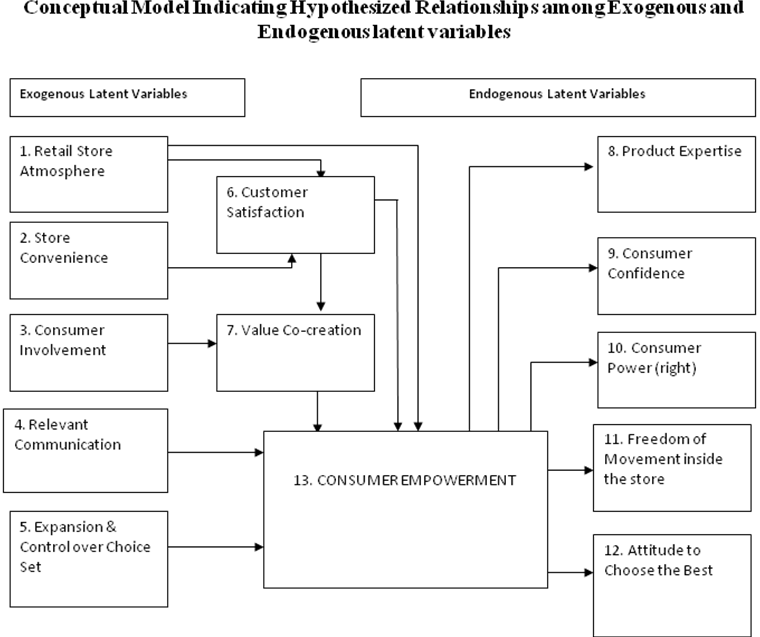 Conceptual Model Indicating Hypothesized Relationships among Exogenous and
Endogenous latent variables
Exogenous Latent Variables
Endogenous Latent Variables
1. Retail Store
Atmosphere
2. Store
Convenience
3. Consumer
Involvement
4. Relevant
Communication
5. Expansion &
Control over Choice
Set
6. Customer
Satisfaction
7. Value Co-creation
13. CONSUMER EMPOWERMENT
8. Product Expertise
9. Consumer
Confidence
10. Consumer
Power (right)
11. Freedom of
Movement inside
the store
12. Attitude to
Choose the Best